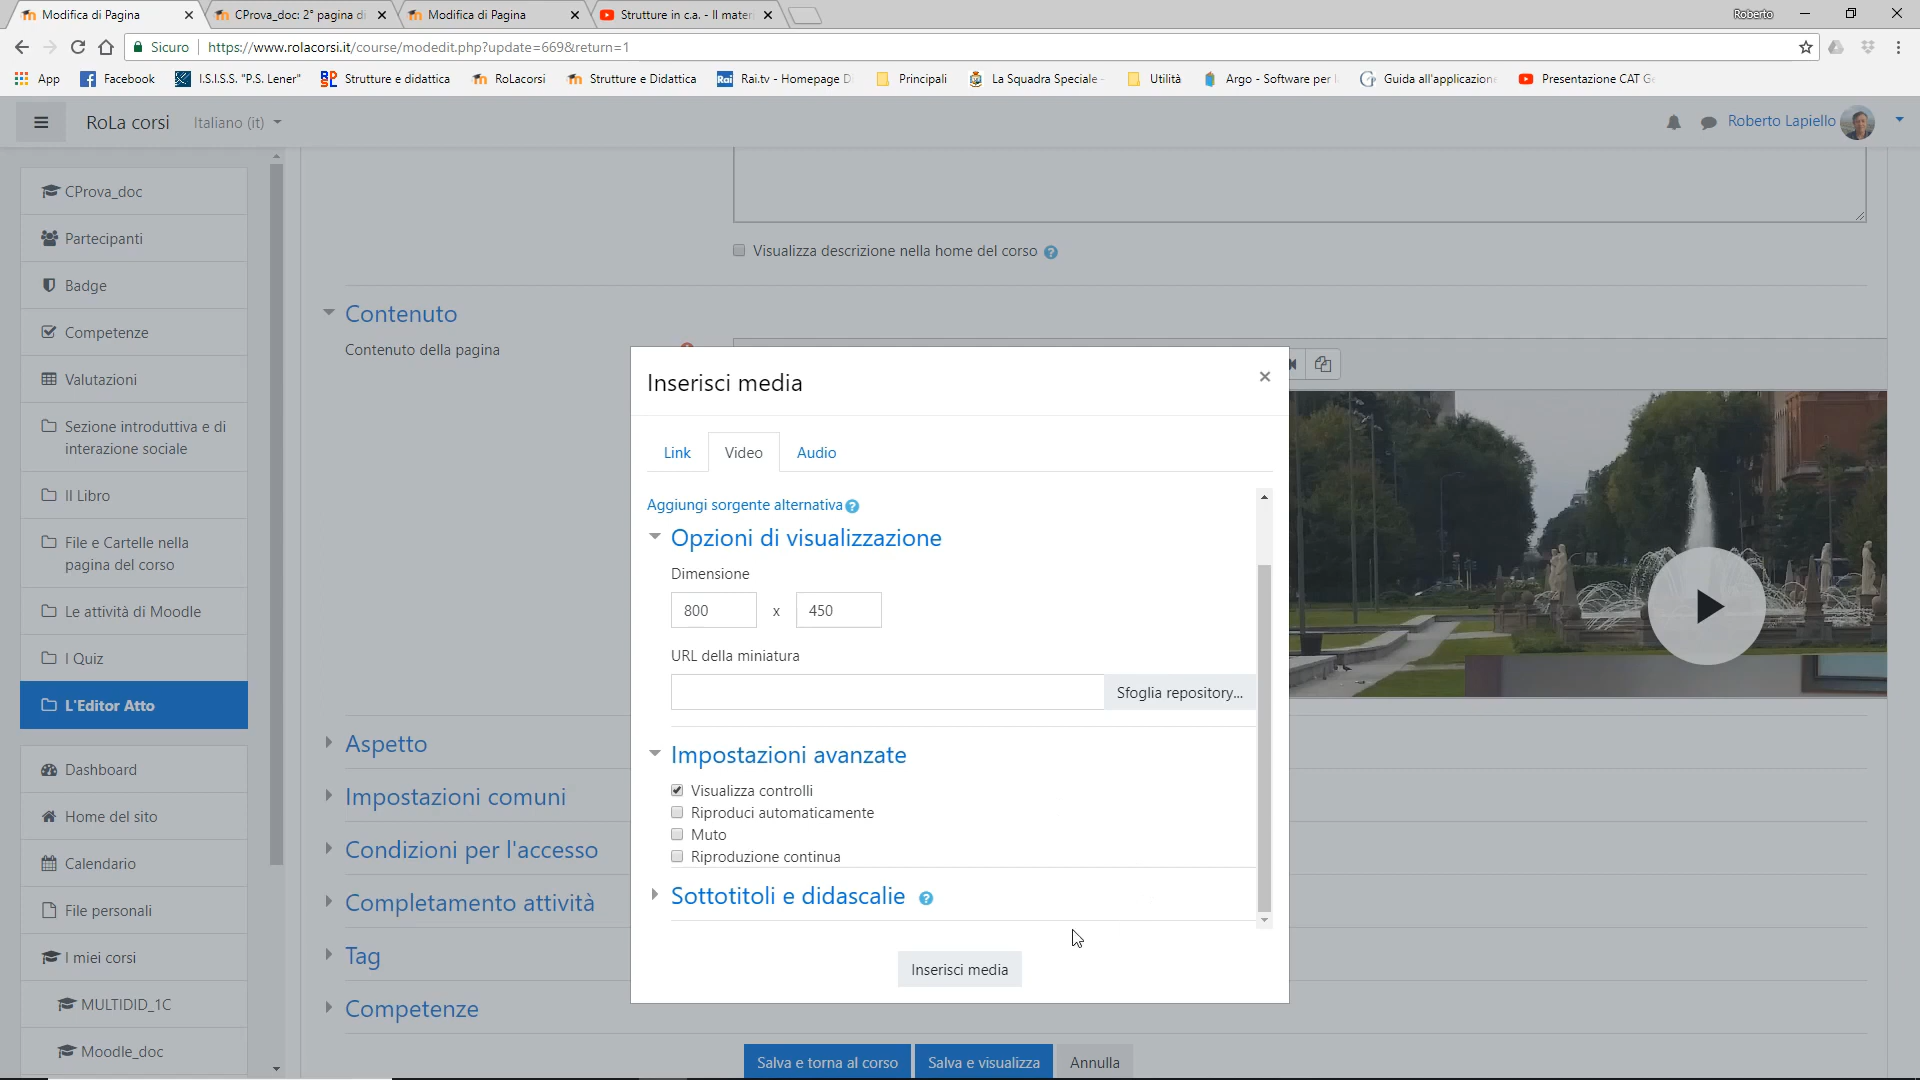 Modifica di Pagina
CProva_doc: 2° pagina di
Modifica di Pagina
Strutture in c.a. - Il mater
Roberto
Sicuro
https://www.rolacorsi.it/course/modedit.php?update=669&return=1
App
Facebook
I.S.I.S.S. "P.S. Lener"
Strutture e didattica
RoLacorsi
Strutture e Didattica
Rai.tv - Homepage D
Principali
La Squadra Speciale
Utilità
Argo - Software per l
Guida all'applicazion
Presentazione CAT Ge
RoLa corsi
Italiano (it)
Roberto Lapiello
CProva_doc
Partecipanti
Badge
Competenze
Valutazioni
Sezione introduttiva e di
interazione sociale
Il Libro
File e Cartelle nella
pagina del corso
Le attività di Moodle
I Quiz
L'Editor Atto
Dashboard
Home del sito
Calendario
File personali
I miei corsi
MULTIDID_1C
Moodle_doc
Visualizza descrizione nella home del corso
Contenuto
Contenuto della pagina
Aspetto
Impostazioni comuni
Condizioni per l'accesso
Completamento attività
Tag
Competenze
Salva e torna al corso
Salva e visualizza
Annulla
Inserisci media
×
Link
Video
Audio
Aggiungi sorgente alternativa
Opzioni di visualizzazione
Dimensione
800 x 450
URL della miniatura
Sfoglia repository...
Impostazioni avanzate
Visualizza controlli
Riproduci automaticamente
Muto
Riproduzione continua
Sottotitoli e didascalie
Inserisci media